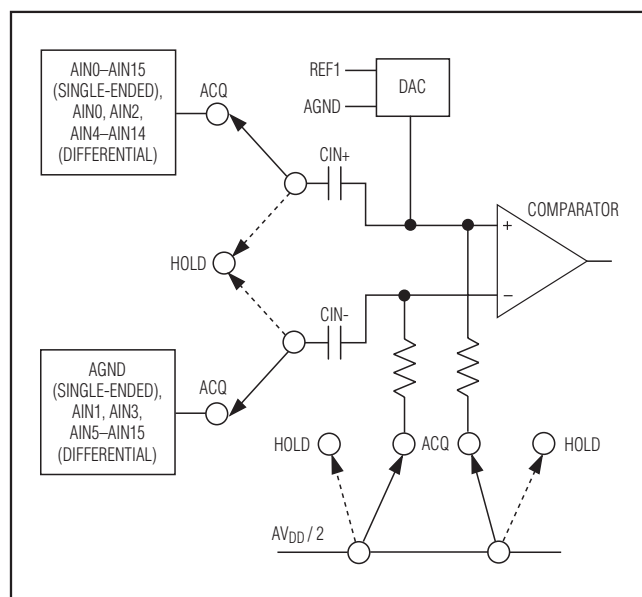 AIN0–AIN15
(SINGLE-ENDED),
AIN0, AIN2,
AIN4–AIN14
(DIFFERENTIAL)
ACQ
REF1
AGND
DAC
CIN+
COMPARATOR
+
−
HOLD
CIN-
AGND
(SINGLE-ENDED),
AIN1, AIN3,
AIN5–AIN15
(DIFFERENTIAL)
ACQ
HOLD
ACQ
HOLD
AVDD / 2